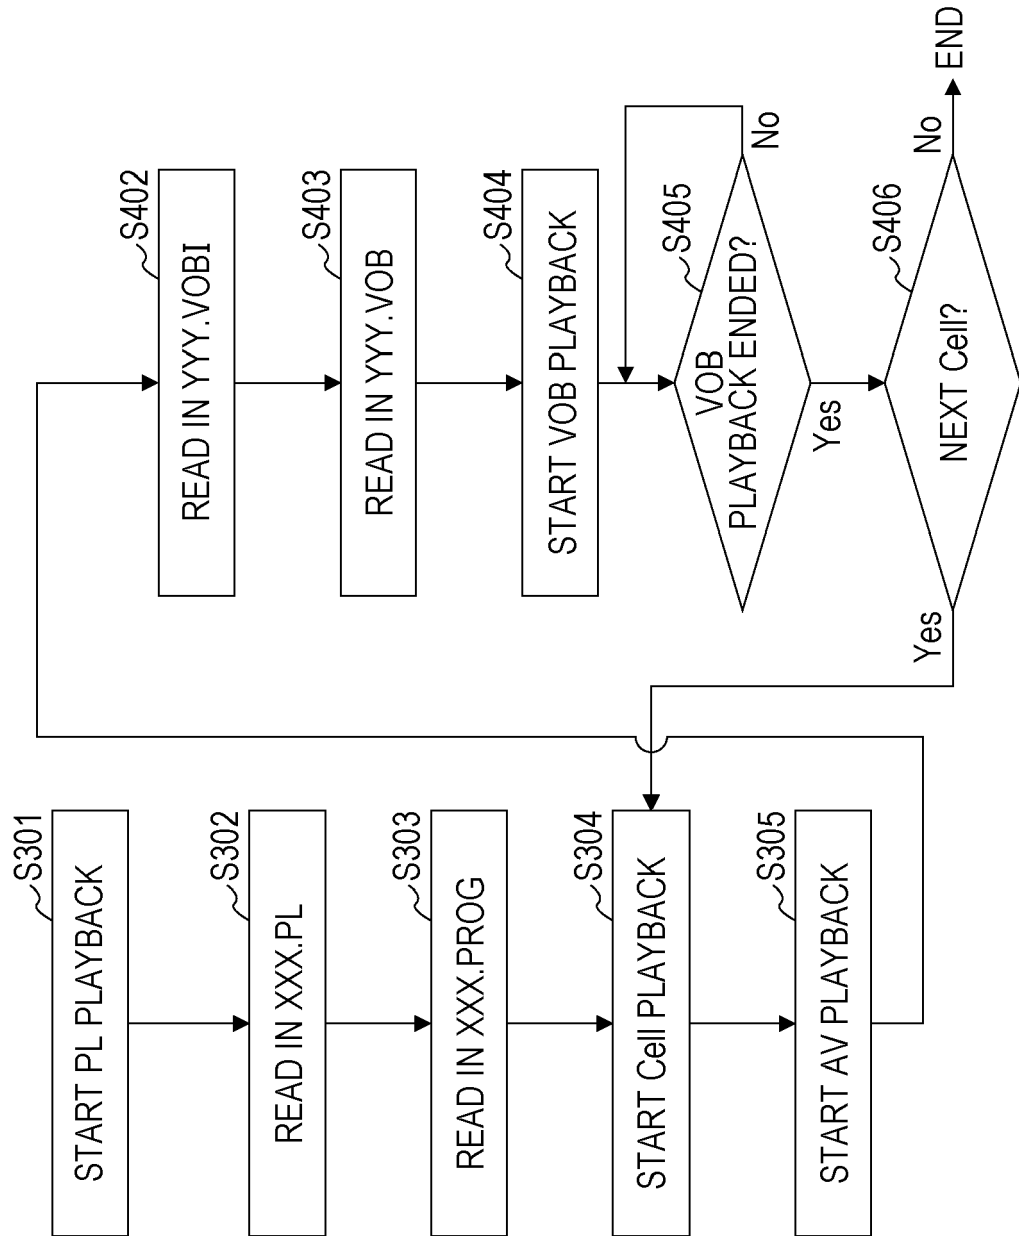 S301
START PL PLAYBACK
S302
READ IN XXX.PL
S303
READ IN XXX.PROG
S304
START Cell PLAYBACK
S305
START AV PLAYBACK
S402
READ IN YYY.VOBI
S403
READ IN YYY.VOB
S404
START VOB PLAYBACK
S405
VOB
PLAYBACK ENDED?
No
Yes
S406
NEXT Cell?
Yes
No
END